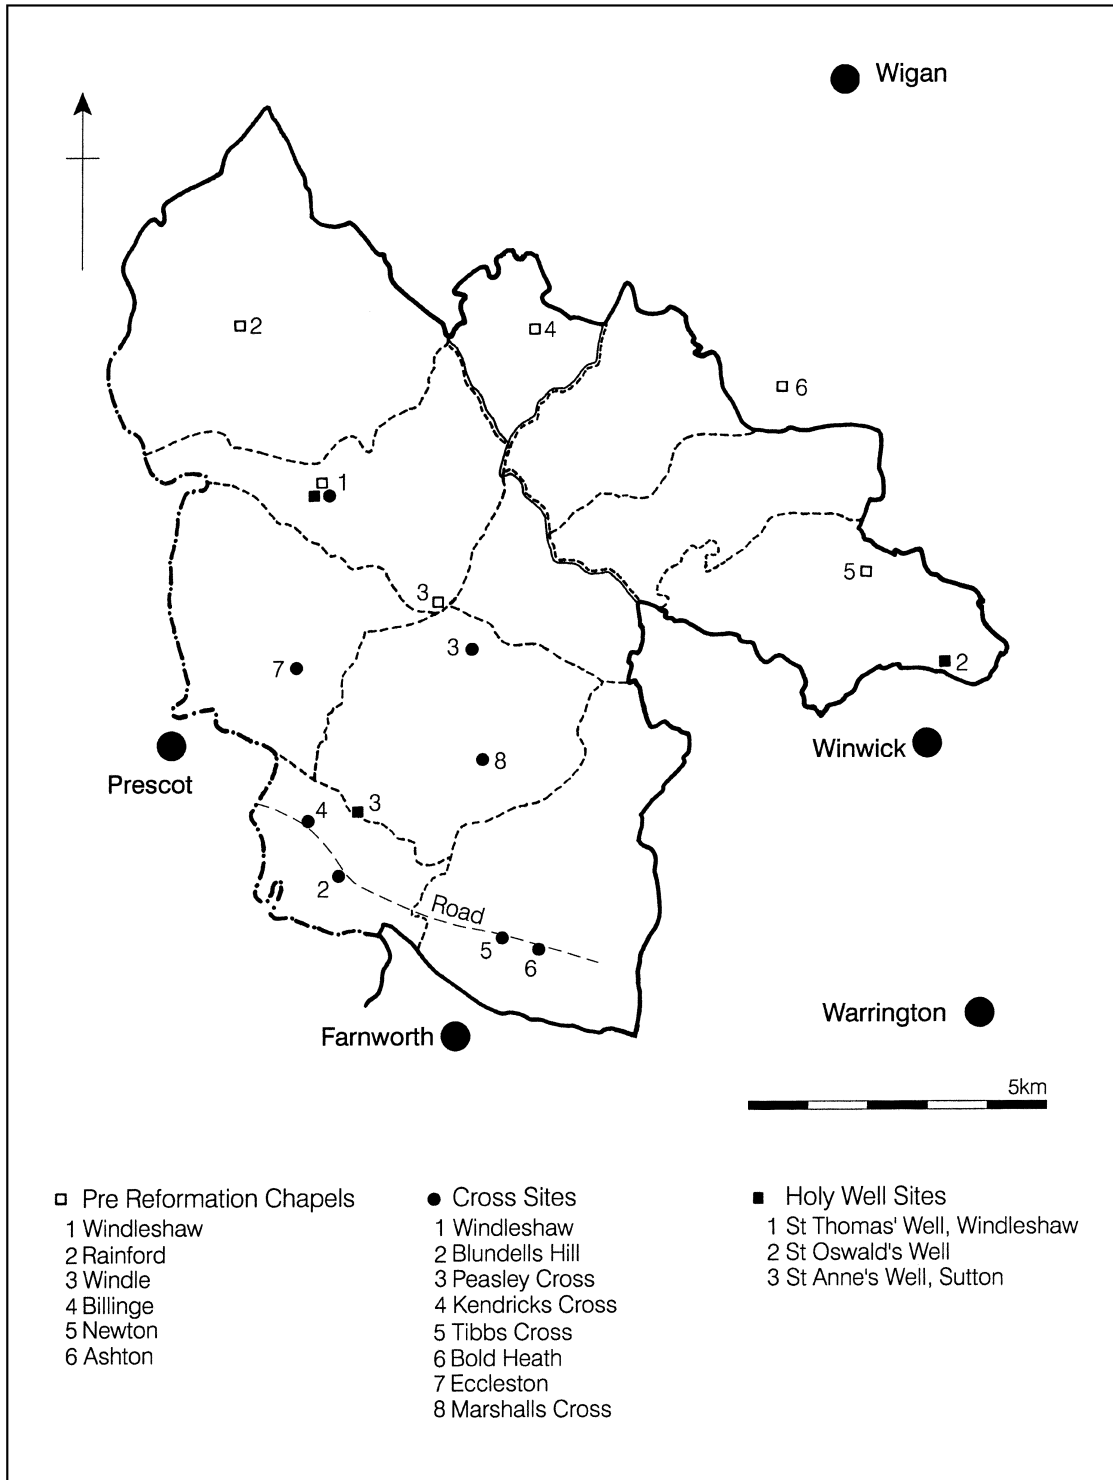 Wigan
2
4
6
1
5
3
3
7
2
8
Winwick
Prescot
4
3
2
Road
5
6
Warrington
Farnworth
5km
Pre Reformation Chapels
1 Windleshaw
2 Rainford
3 Windle
4 Billinge
5 Newton
6 Ashton
Cross Sites
1 Windleshaw
2 Blundells Hill
3 Peasley Cross
4 Kendricks Cross
5 Tibbs Cross
6 Bold Heath
7 Eccleston
8 Marshalls Cross
Holy Well Sites
1 St Thomas' Well, Windleshaw
2 St Oswald's Well
3 St Anne's Well, Sutton